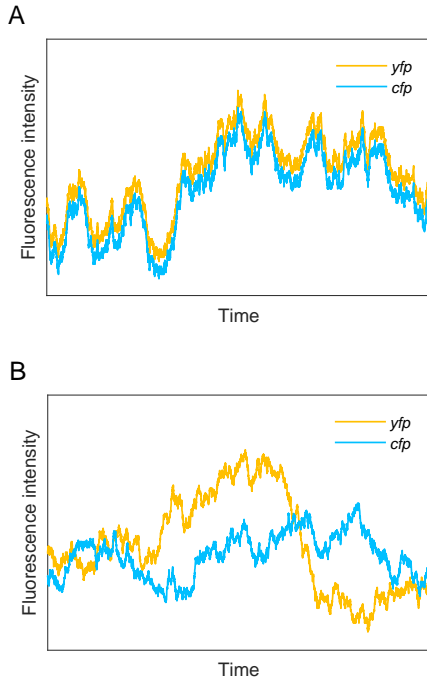 A
yfp
cfp
Fluorescence intensity
Time
B
yfp
cfp
Fluorescence intensity
Time